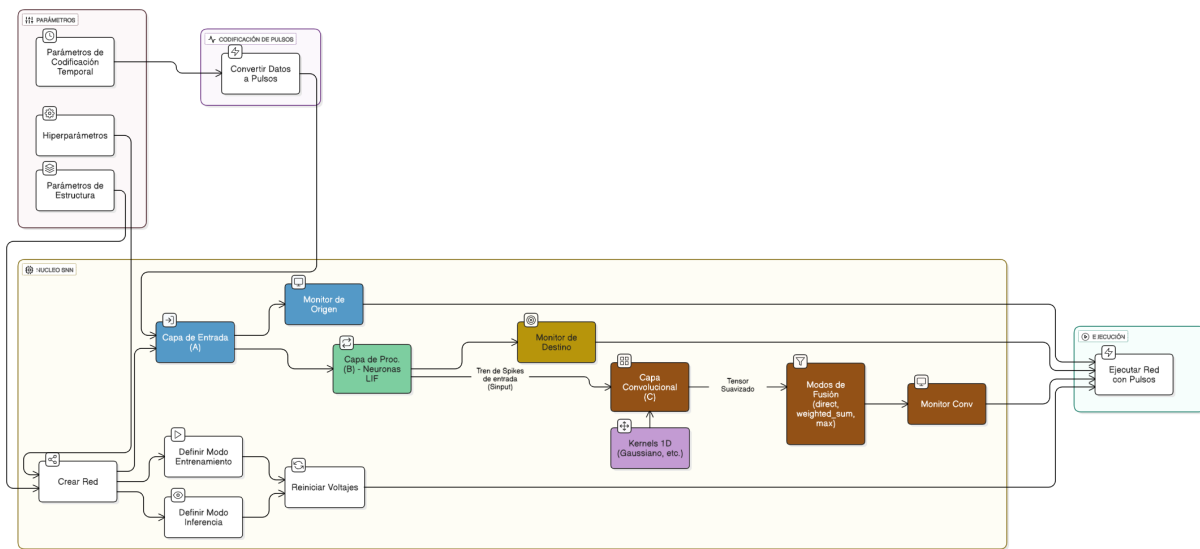 PARÁMETROS
Parámetros de
Codificación
Temporal
Hiperparámetros
Parámetros de
Estructura
CODIFICACIÓN DE PULSOS
Convertir Datos
a Pulsos
NUCLEO SNN
Capa de Entrada
(A)
Monitor de
Origen
Capa de Proc.
(B) - Neuronas
LIF
Monitor de
Destino
Tren de Spikes
de entrada
(Sinput)
Capa
Convolucional
(C)
Kernels 1D
(Gaussiano, etc.)
Tensor
Suavizado
Modos de
Fusión
(direct,
weighted_sum,
max)
Monitor Conv
Crear Red
Definir Modo
Entrenamiento
Definir Modo
Inferencia
Reiniciar Voltajes
EJECUCIÓN
Ejecutar Red
con Pulsos